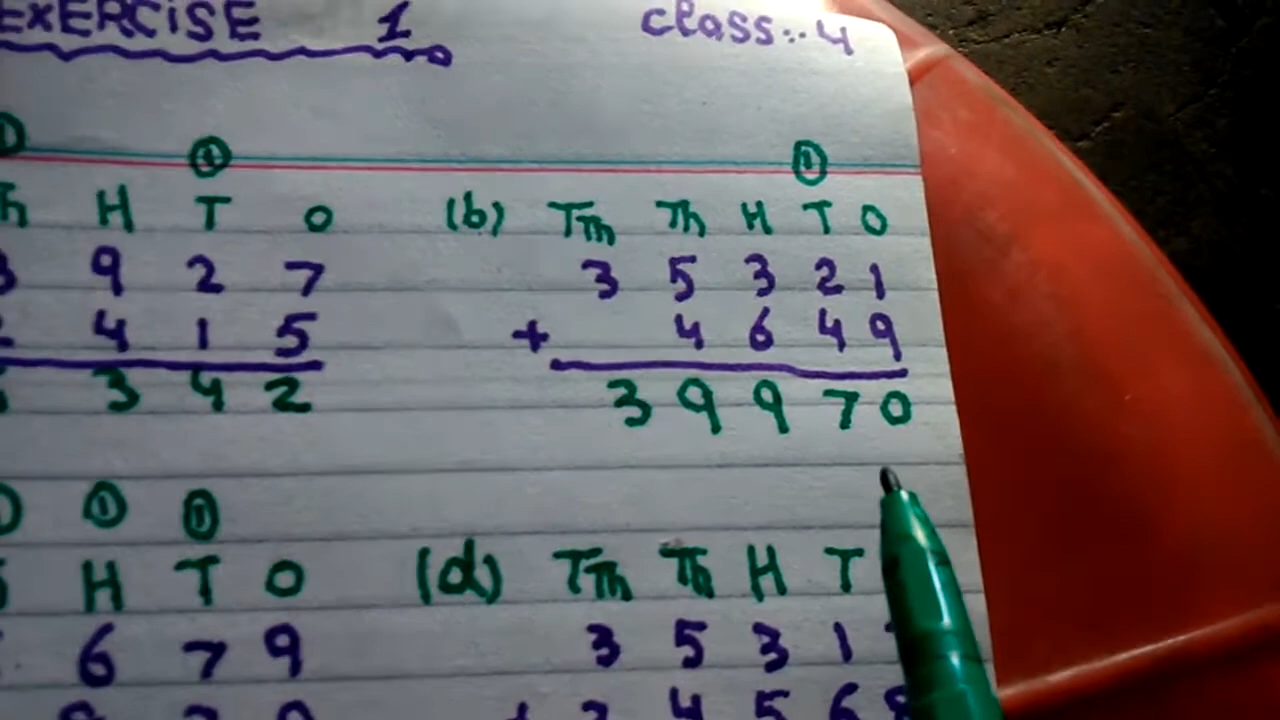 EXERCISE 1 Class:. 4
① ① ①
Th H T O (b) TTh Th H T O
3 9 2 7 3 5 3 2 1
4 1 5 + 4 6 4 9
3 4 2 3 9 9 7 0
① ①
H T O (d) TTh Th H T
6 7 9 3 5 3 1
+ 4 5 6 8